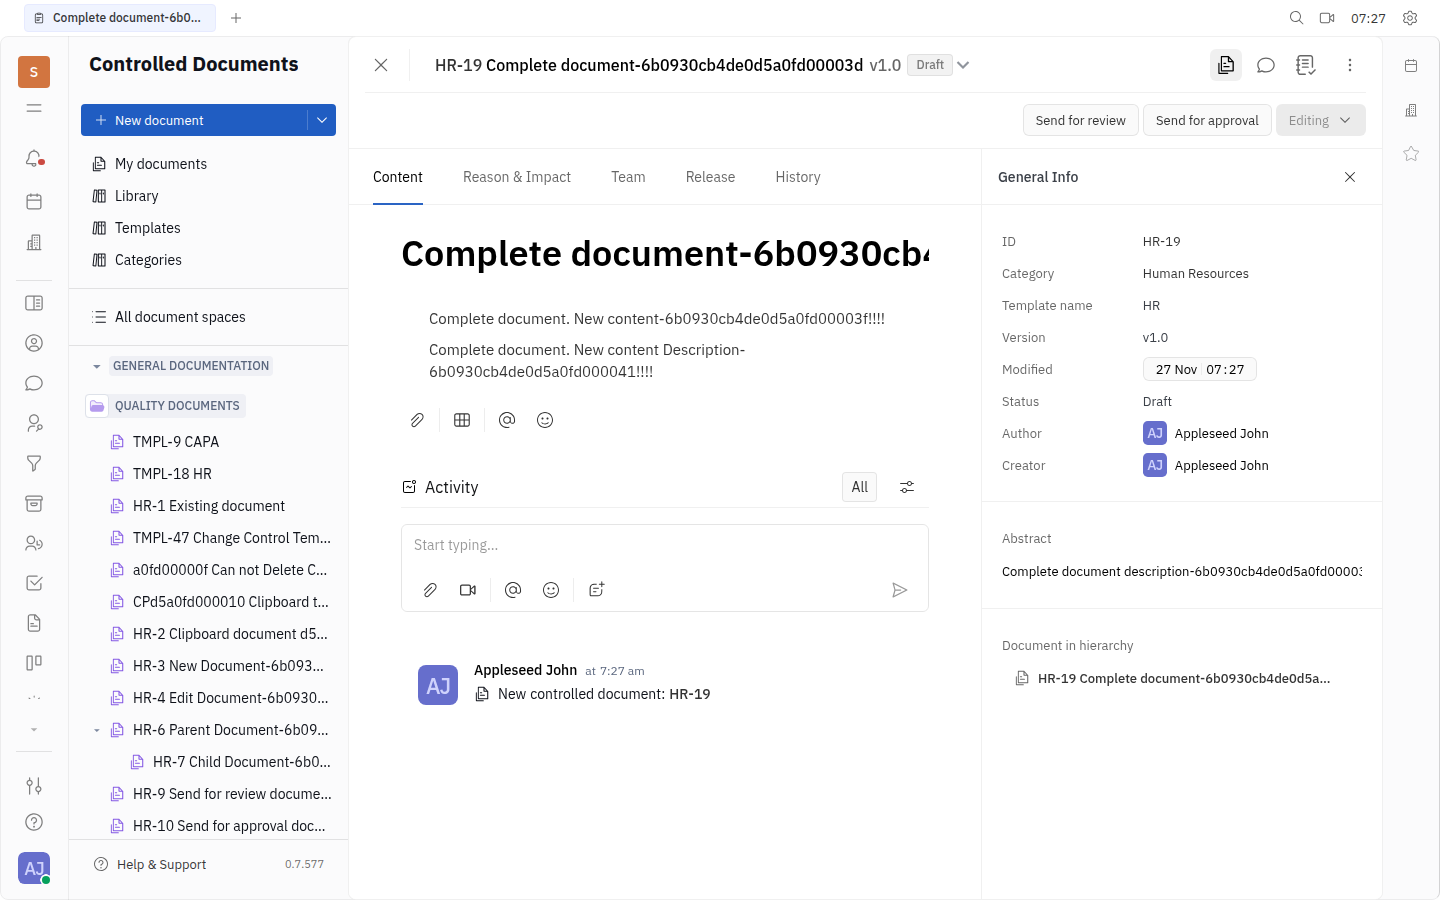 Complete document-6b0...
07:27
S
Controlled Documents
New document
My documents
Library
Templates
Categories
All document spaces
GENERAL DOCUMENTATION
QUALITY DOCUMENTS
TMPL-9 CAPA
TMPL-18 HR
HR-1 Existing document
TMPL-47 Change Control Tem...
a0fd00000f Can not Delete C...
CPd5a0fd000010 Clipboard t...
HR-2 Clipboard document d5...
HR-3 New Document-6b093...
HR-4 Edit Document-6b0930...
HR-6 Parent Document-6b09...
HR-7 Child Document-6b0...
HR-9 Send for review docume...
HR-10 Send for approval doc...
Help & Support 0.7.577
AJ
HR-19 Complete document-6b0930cb4de0d5a0fd00003d v1.0 Draft
Send for review Send for approval Editing
Content Reason & Impact Team Release History
Complete document-6b0930cb4
Complete document. New content-6b0930cb4de0d5a0fd00003f!!!!
Complete document. New content Description-
6b0930cb4de0d5a0fd000041!!!!
Activity All
Start typing...
AJ Appleseed John at 7:27 am
New controlled document: HR-19
General Info
ID HR-19
Category Human Resources
Template name HR
Version v1.0
Modified 27 Nov 07:27
Status Draft
Author AJ Appleseed John
Creator AJ Appleseed John
Abstract
Complete document description-6b0930cb4de0d5a0fd00003
Document in hierarchy
HR-19 Complete document-6b0930cb4de0d5a...